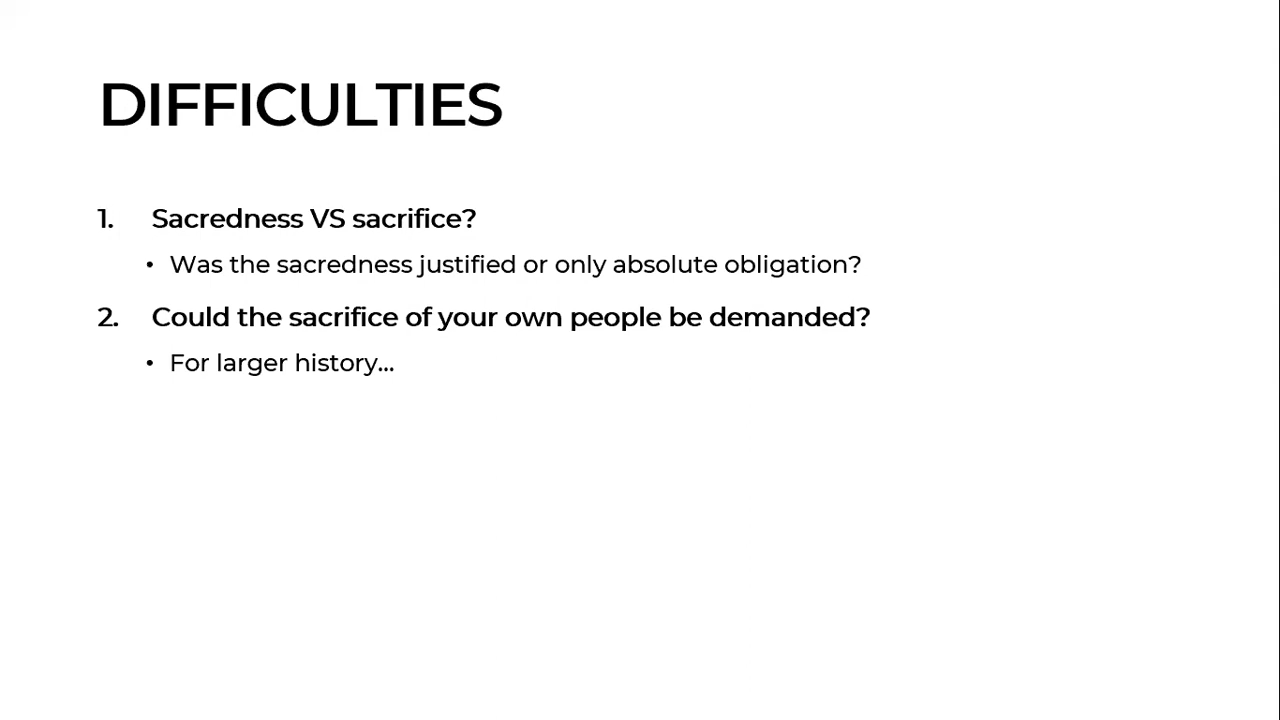 DIFFICULTIES
1. Sacredness VS sacrifice?
• Was the sacredness justified or only absolute obligation?
2. Could the sacrifice of your own people be demanded?
• For larger history...